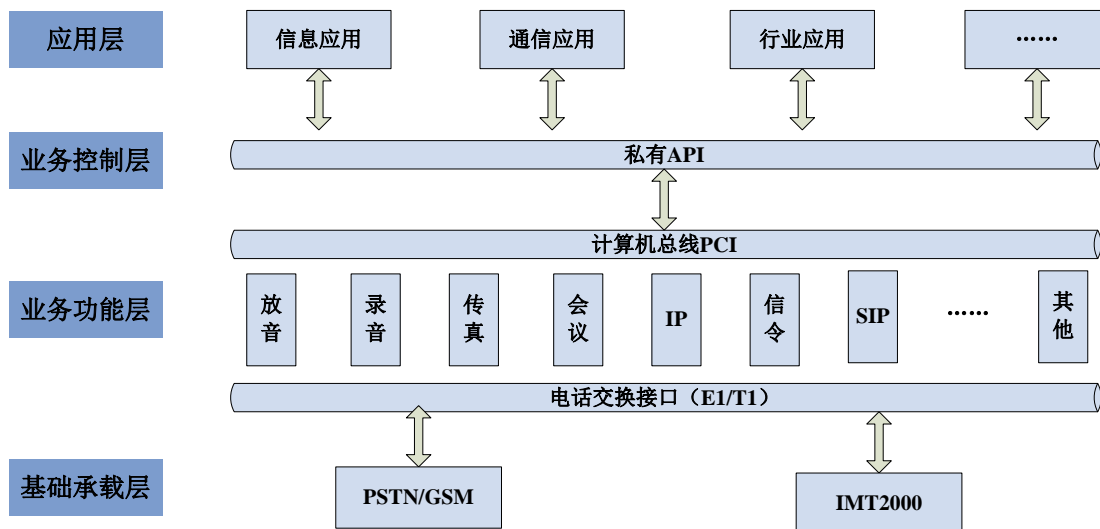 应用层
信息应用
通信应用
行业应用
……
业务控制层
私有API
计算机总线PCI
业务功能层
放音
录音
传真
会议
IP
信令
SIP
……
其他
电话交换接口（E1/T1）
基础承载层
PSTN/GSM
IMT2000